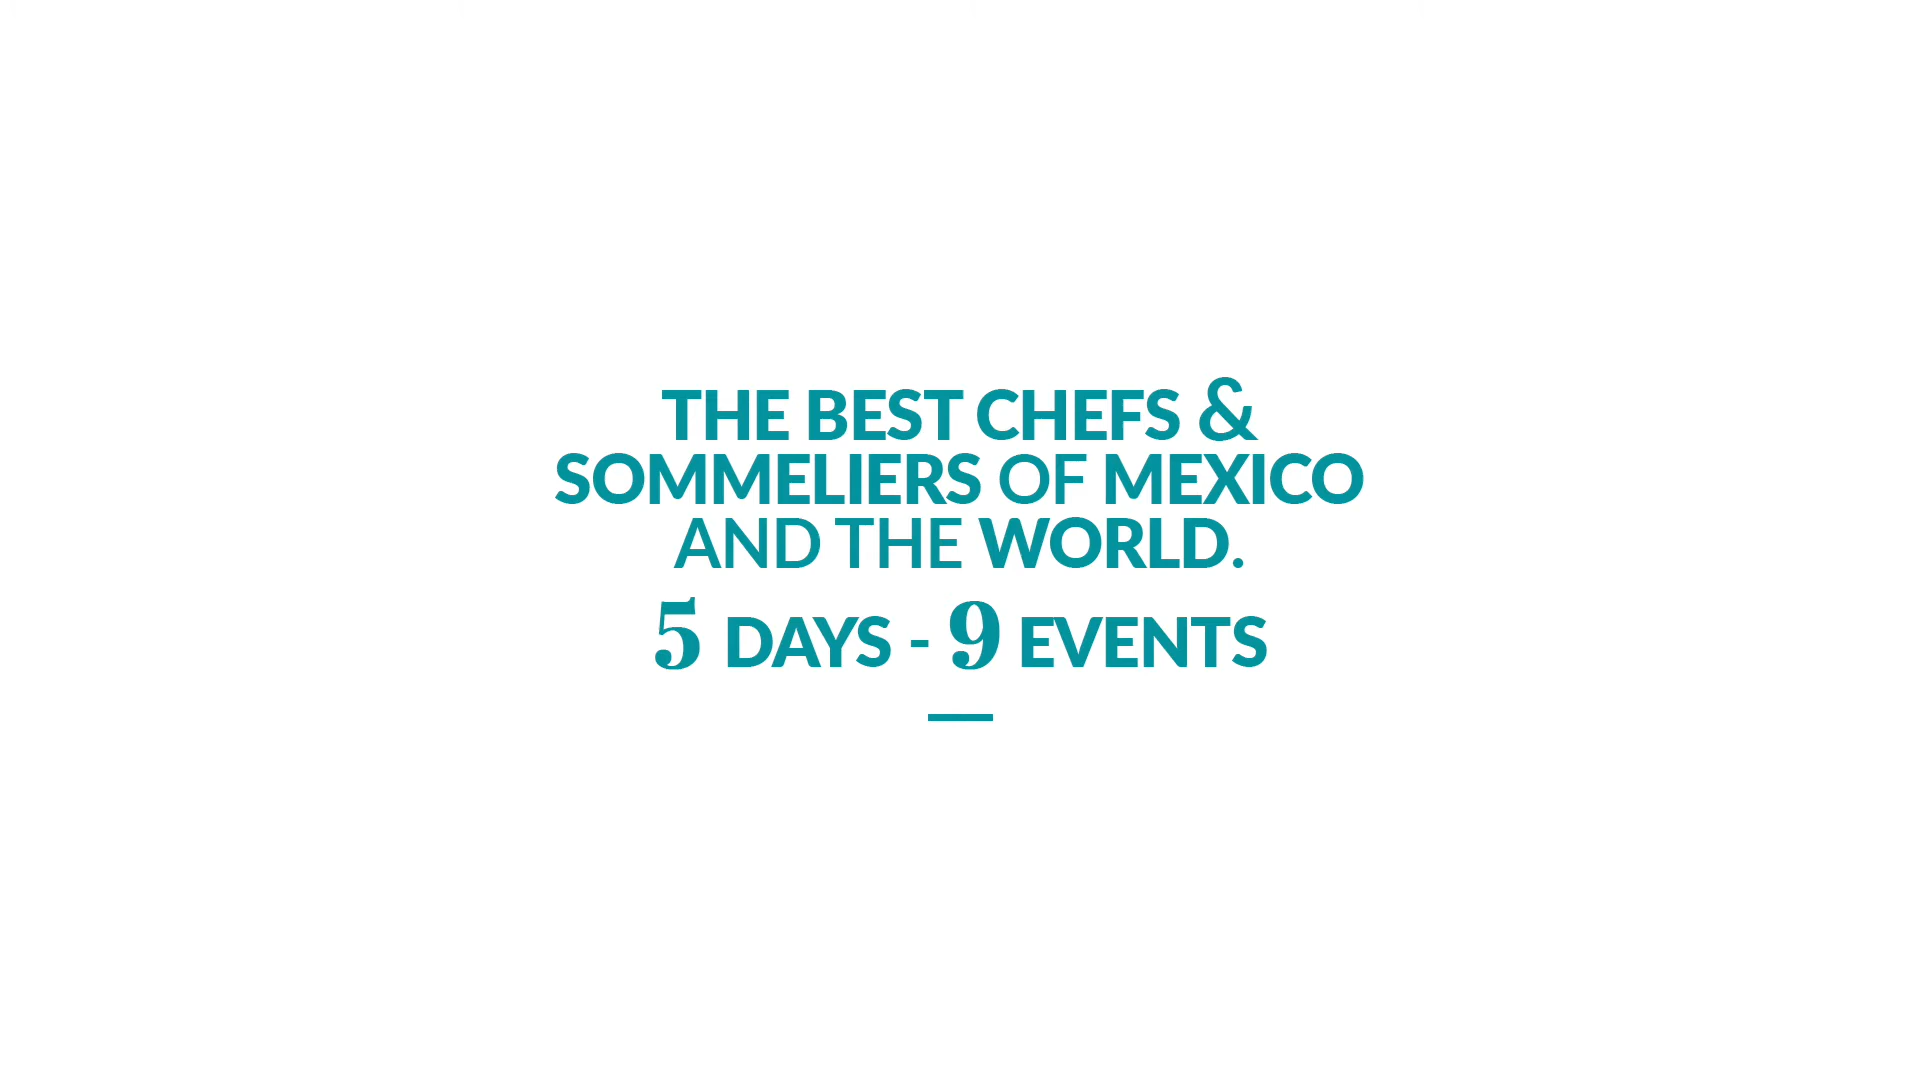 THE BEST CHEFS &
SOMMELIERS OF MEXICO
AND THE WORLD.
5 DAYS - 9 EVENTS